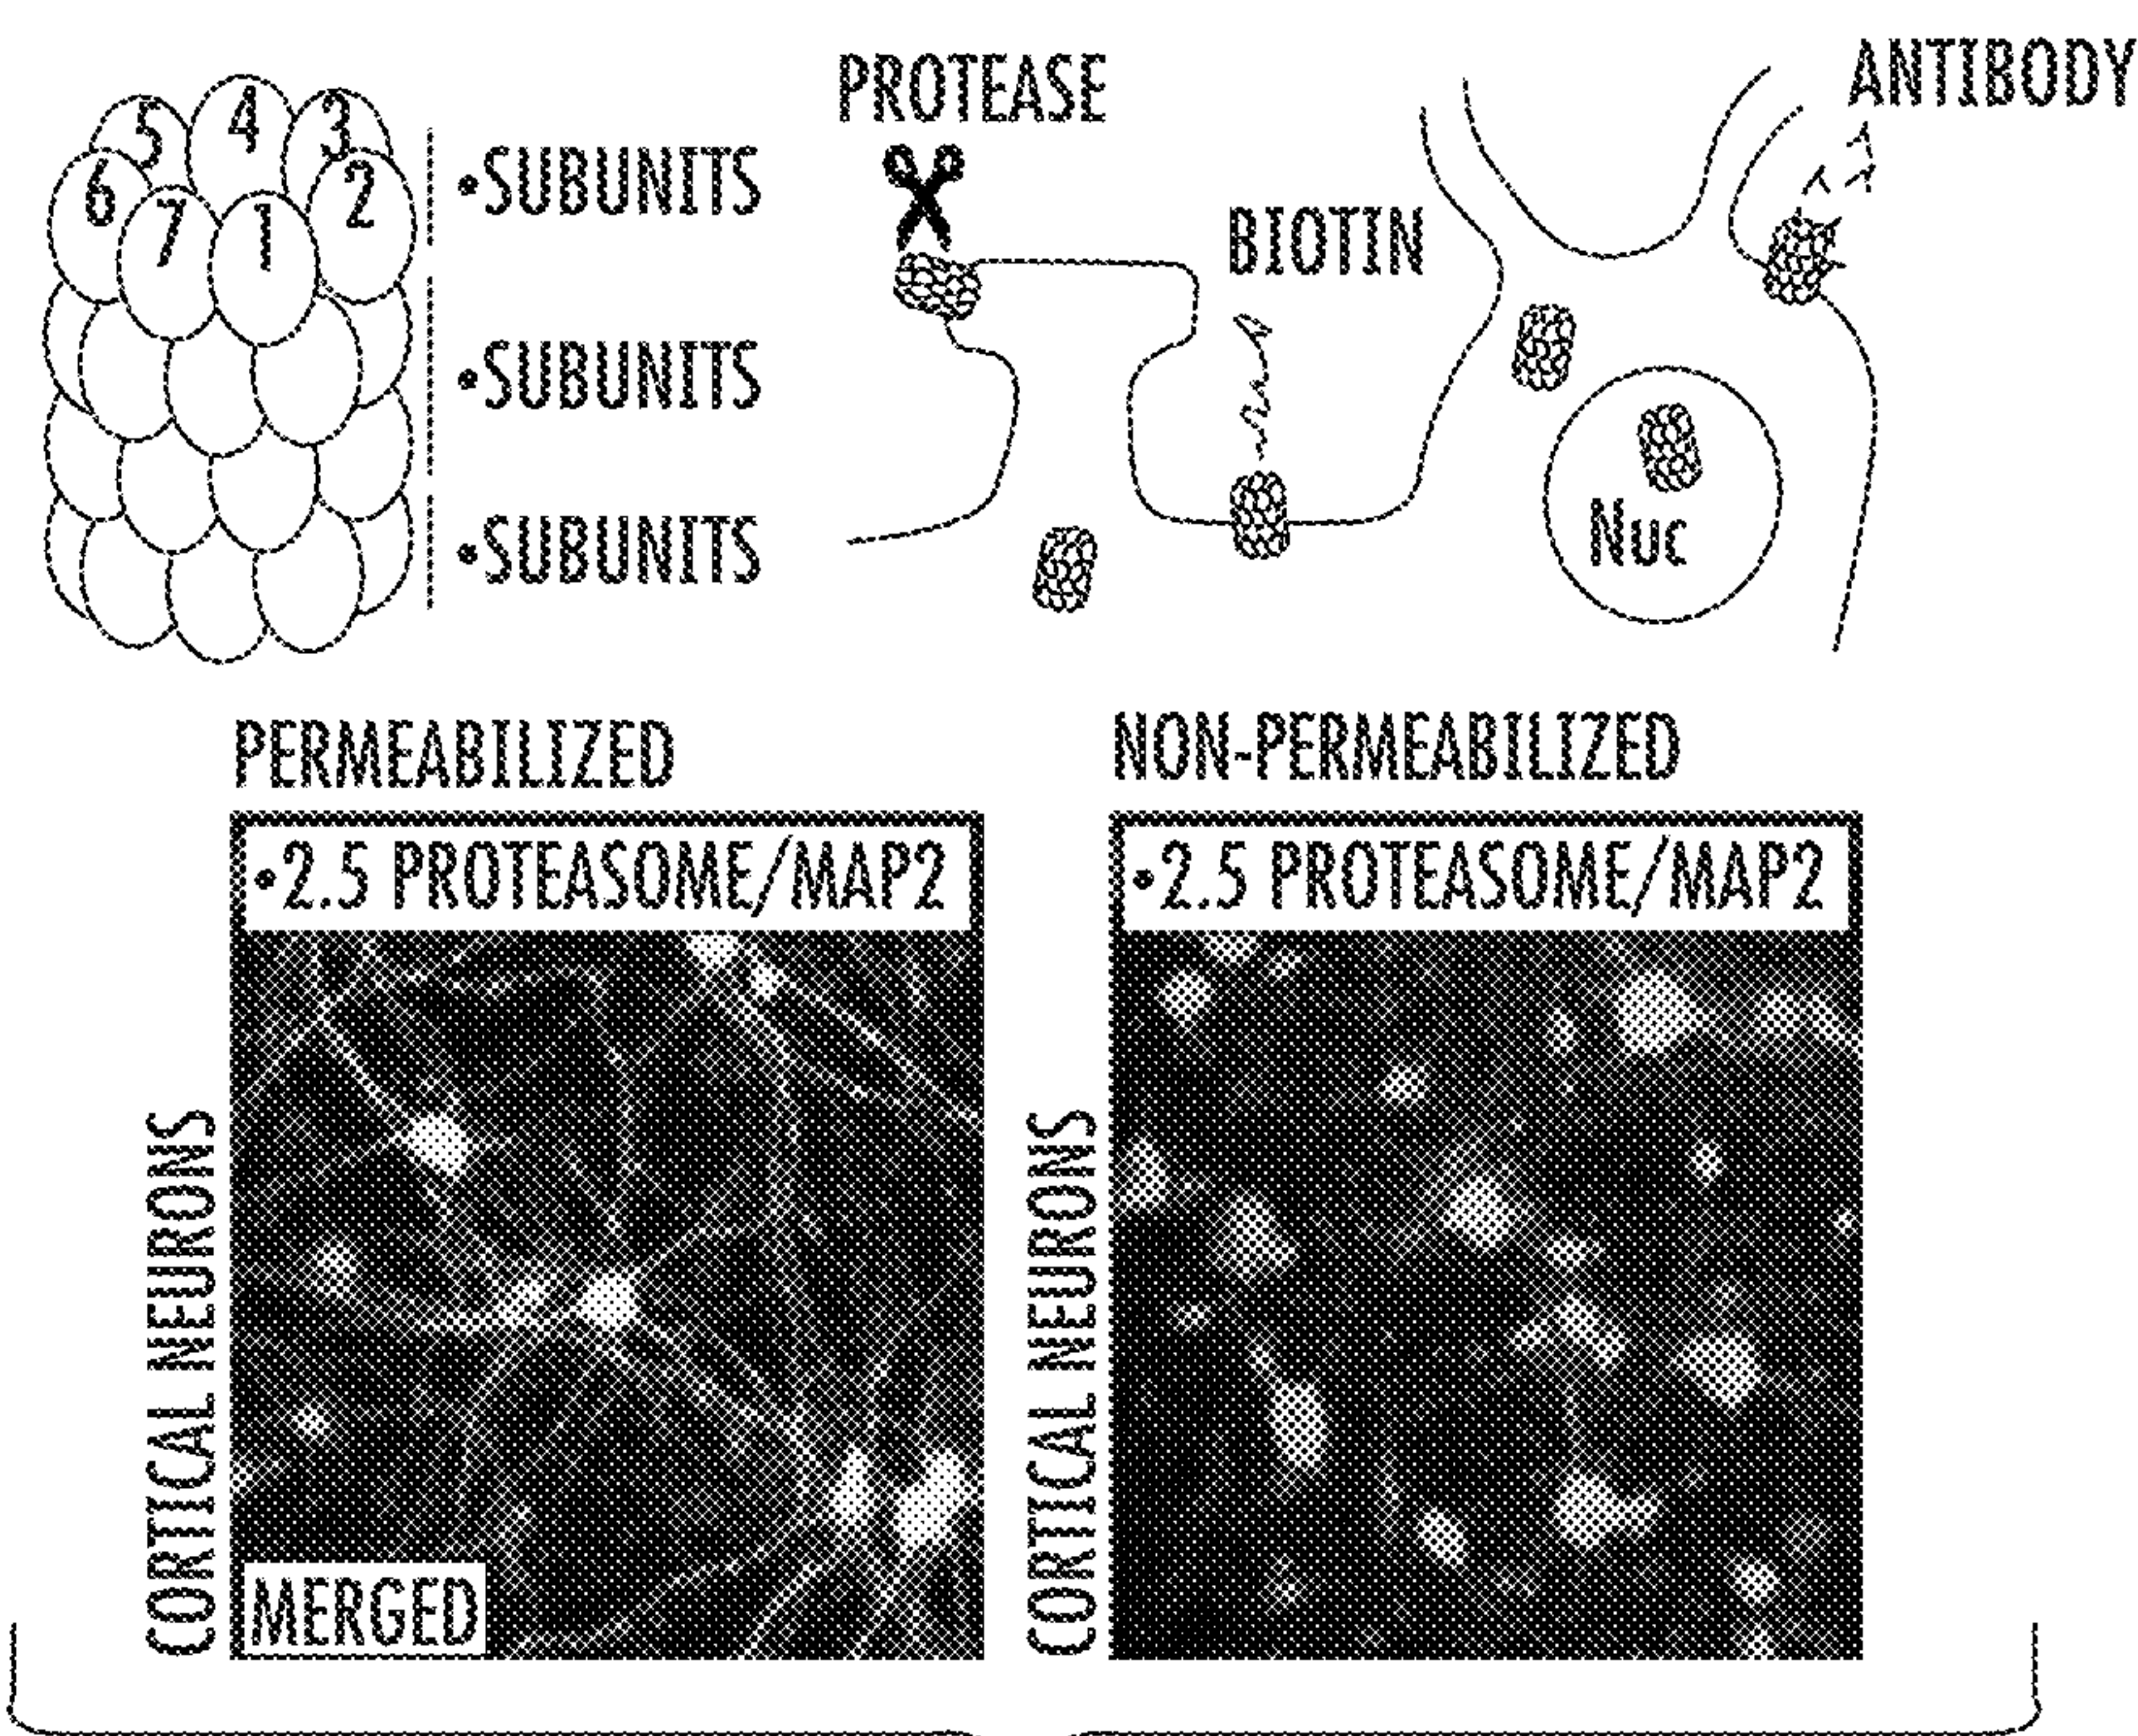 5 4 3
6 7 1 2
•SUBUNITS
•SUBUNITS
•SUBUNITS
PROTEASE
BIOTIN
ANTIBODY
Nuc
PERMEABILIZED
•2.5 PROTEASOME/MAP2
CORTICAL NEURONS
MERGED
NON-PERMEABILIZED
•2.5 PROTEASOME/MAP2
CORTICAL NEURONS